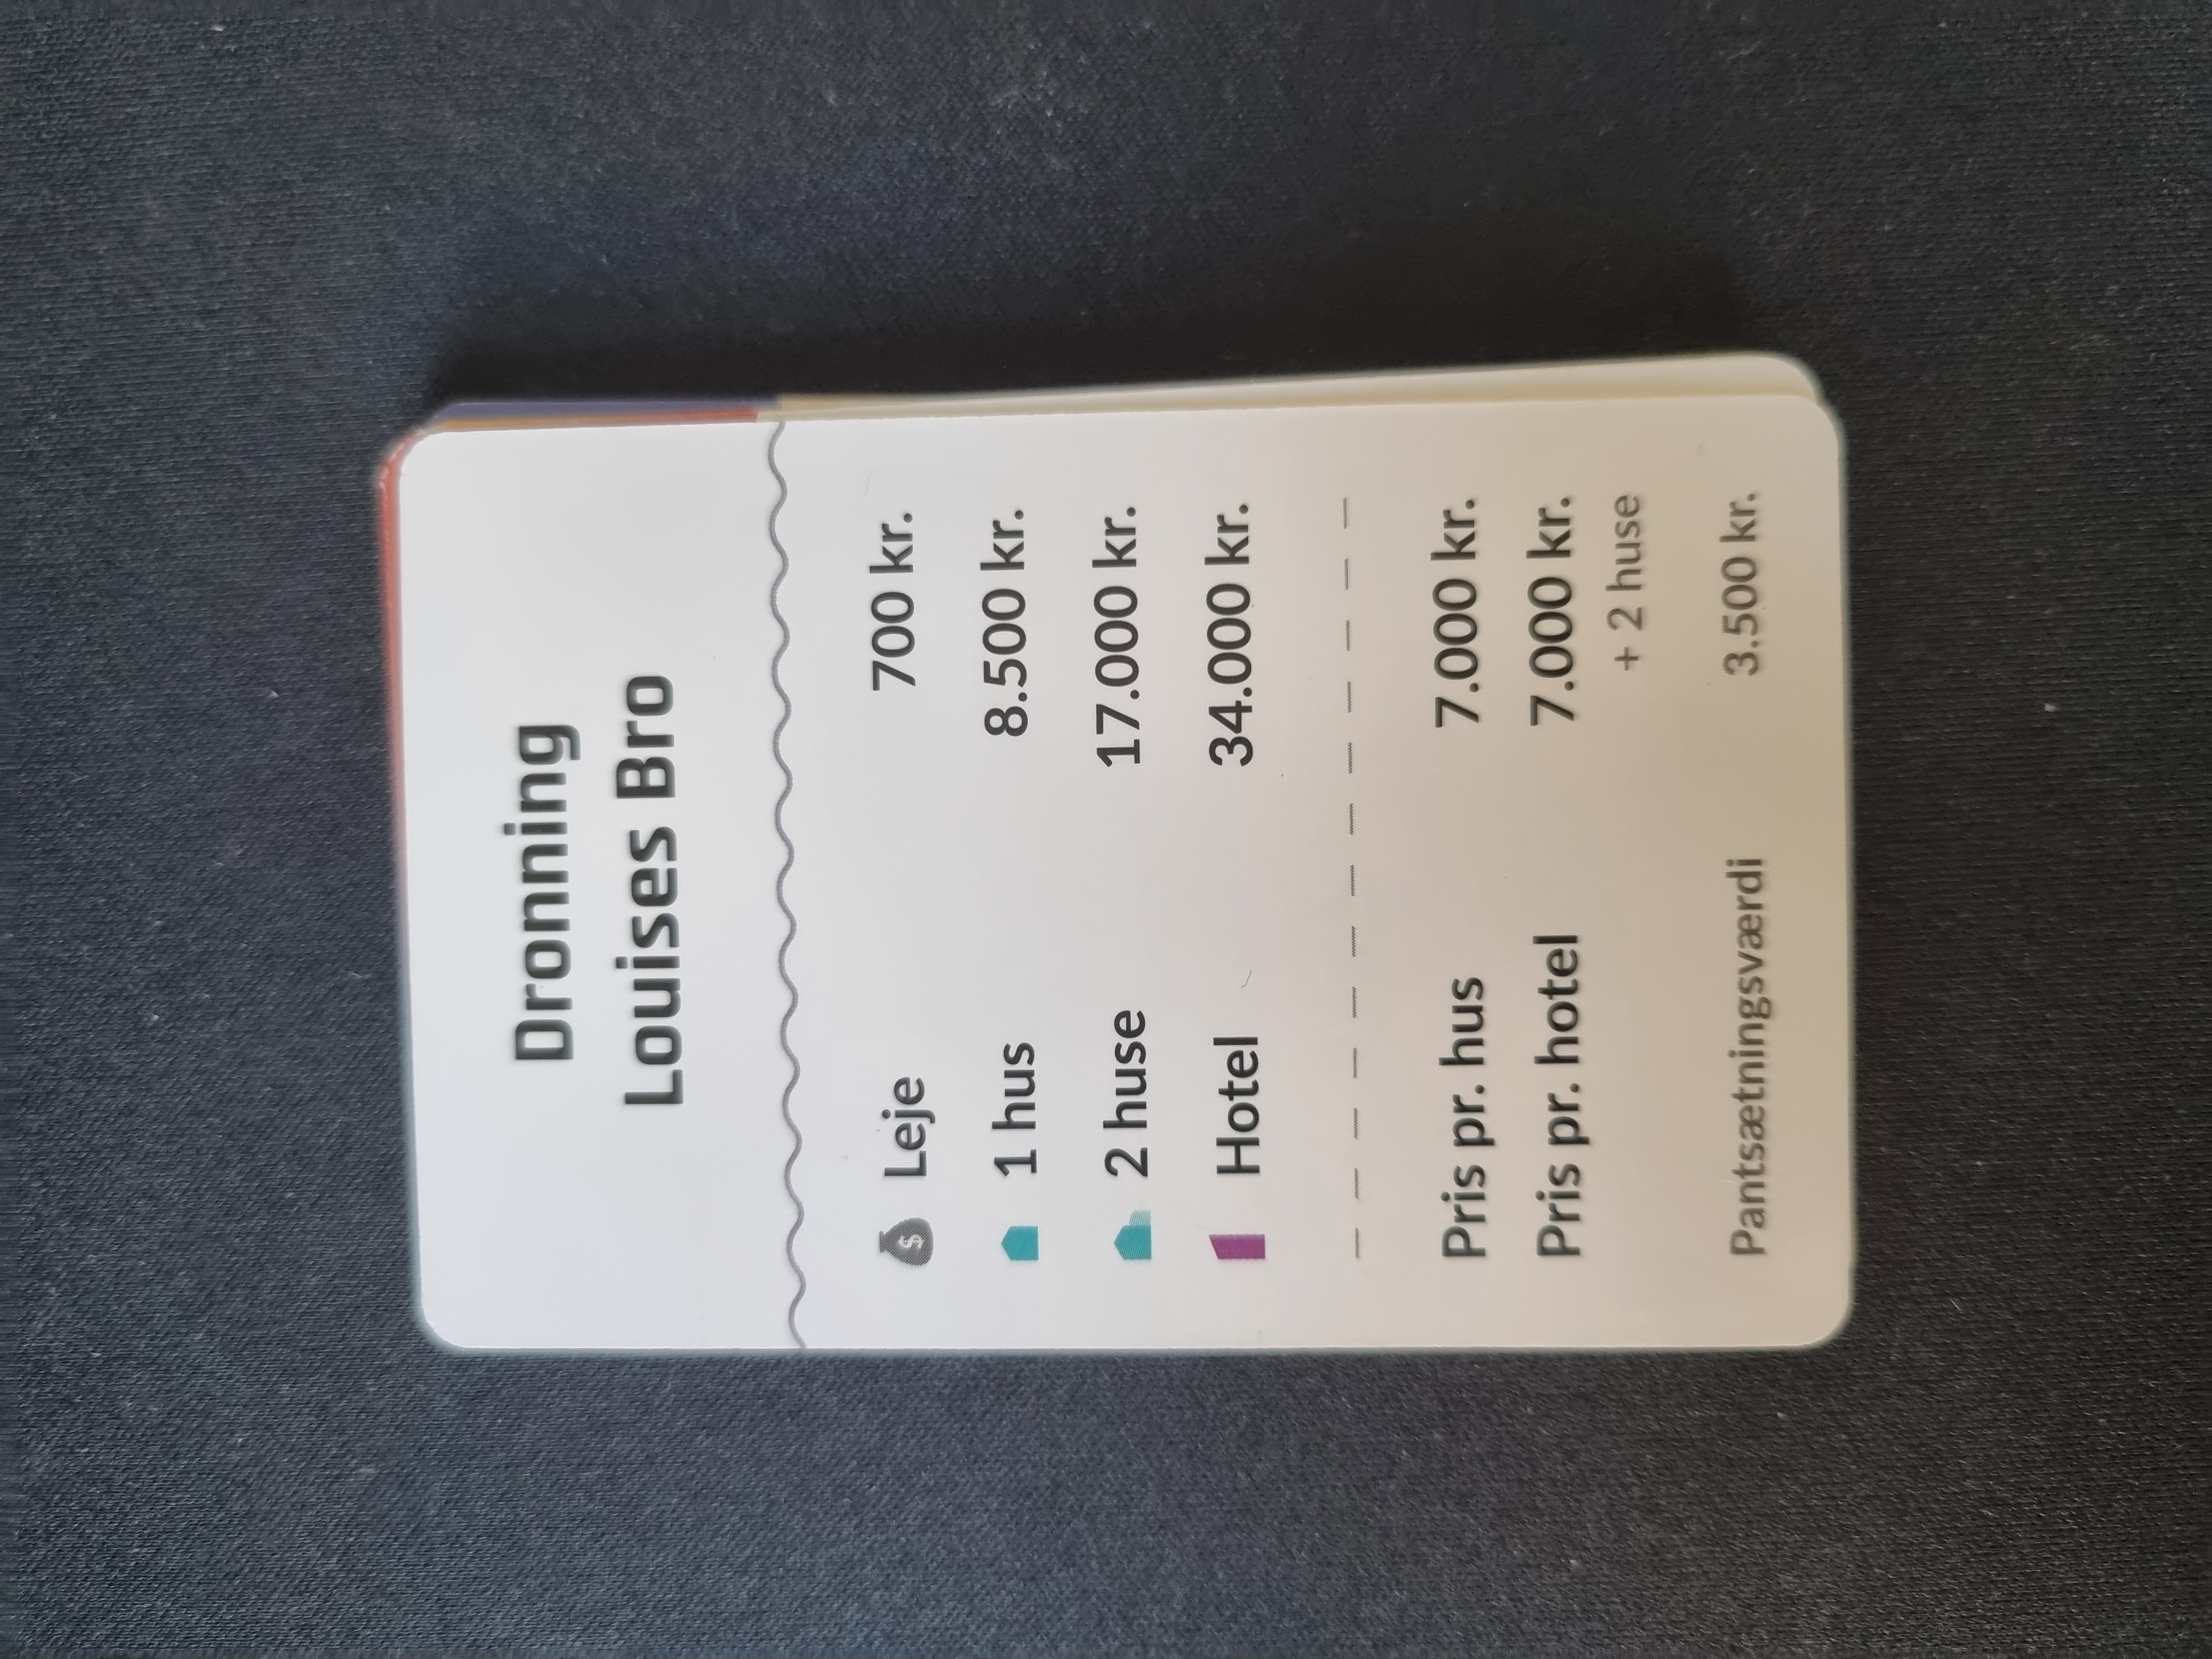 Dronning
Louises Bro
Leje 700 kr.
1 hus 8.500 kr.
2 huse 17.000 kr.
Hotel 34.000 kr.
Pris pr. hus 7.000 kr.
Pris pr. hotel 7.000 kr.
+ 2 huse
Pantsætningsværdi 3.500 kr.